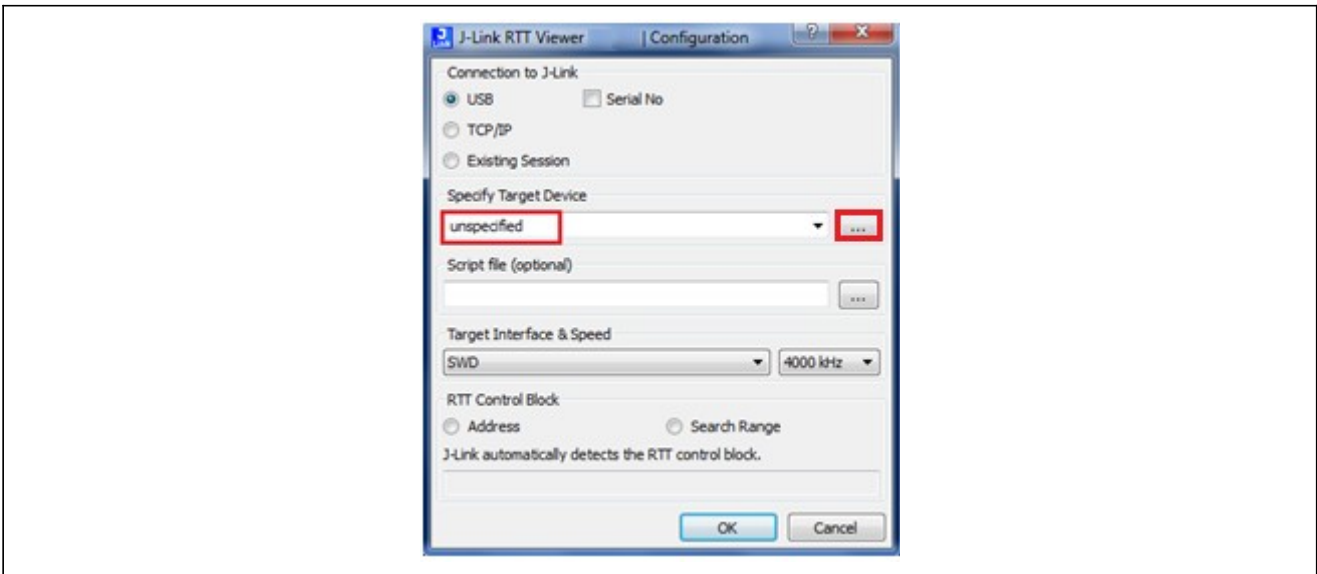 J-Link RTT Viewer | Configuration
Connection to J-Link
USB Serial No
TCP/IP
Existing Session
Specify Target Device
unspecified ...
Script file (optional)
...
Target Interface & Speed
SWD 4000 kHz
RTT Control Block
Address Search Range
J-Link automatically detects the RTT control block.
OK Cancel